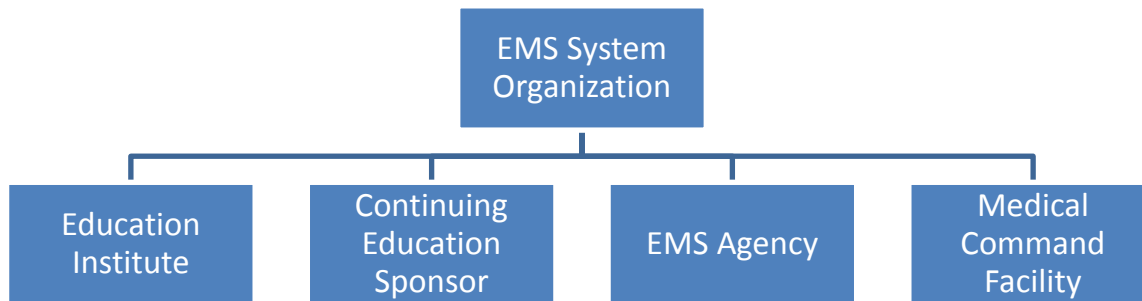 EMS System
Organization
Education
Institute
Continuing
Education
Sponsor
EMS Agency
Medical
Command
Facility